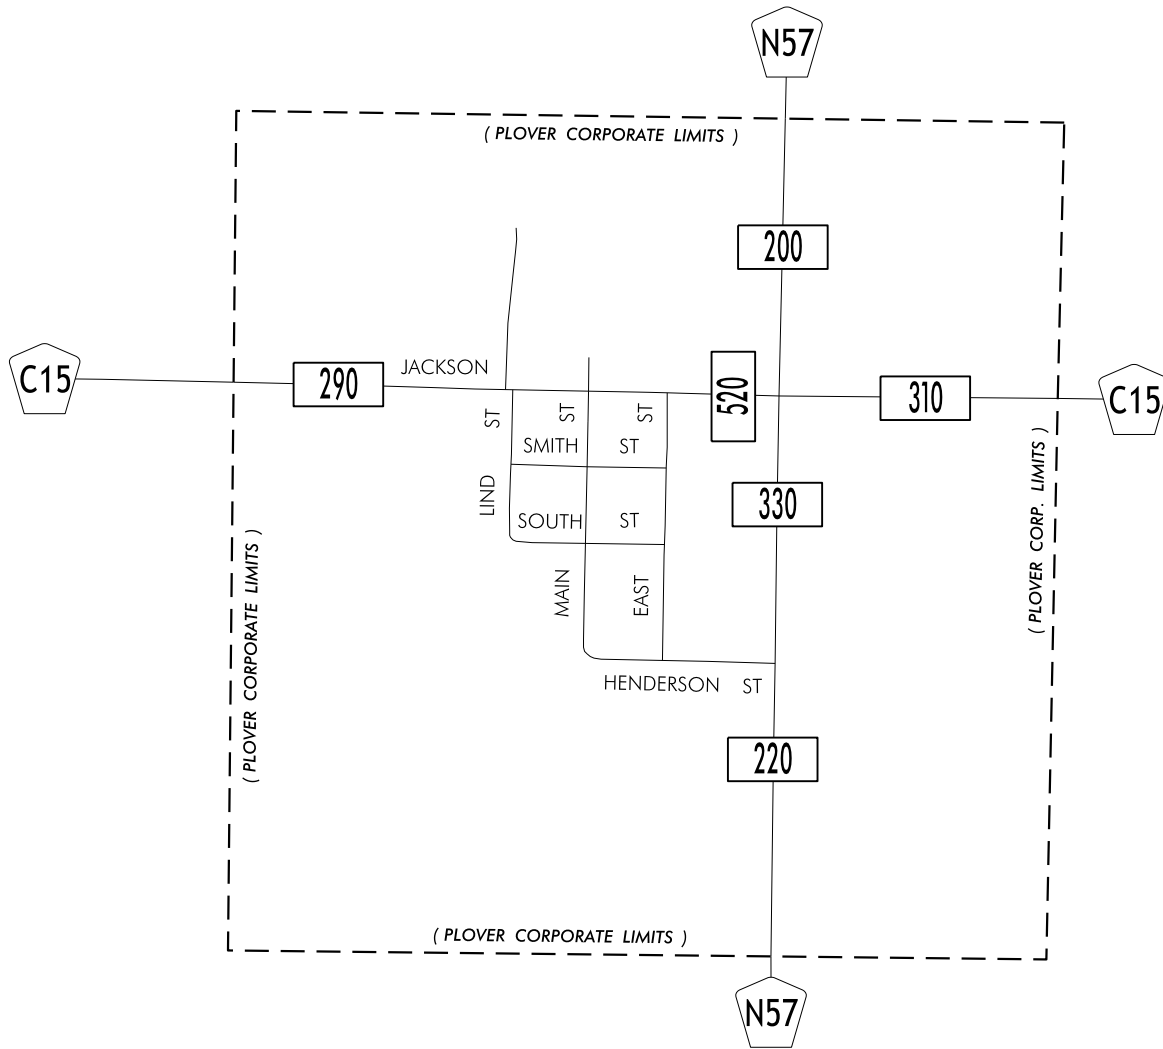 N57
( PLOVER CORPORATE LIMITS )
200
C15
290
JACKSON
ST
520
310
C15
LIND ST
MAIN ST
EAST ST
SMITH ST
SOUTH ST
330
( PLOVER CORP. LIMITS )
( PLOVER CORPORATE LIMITS )
HENDERSON ST
220
( PLOVER CORPORATE LIMITS )
N57